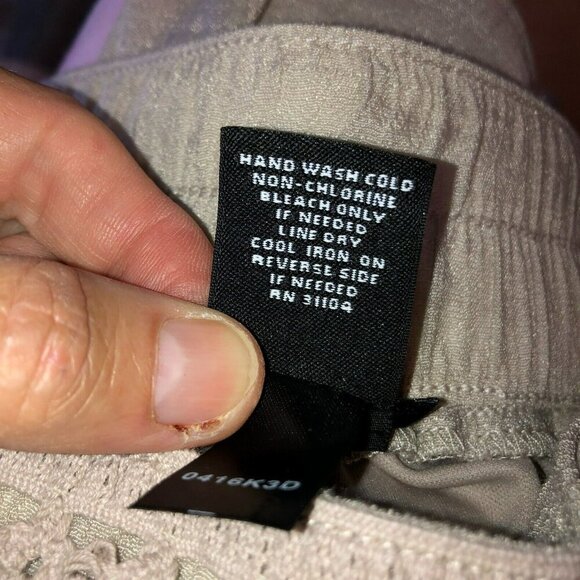 HAND WASH COLD
NON-CHLORINE
BLEACH ONLY
IF NEEDED
LINE DRY
COOL IRON ON
REVERSE SIDE
IF NEEDED
RN 31104
0416K3D